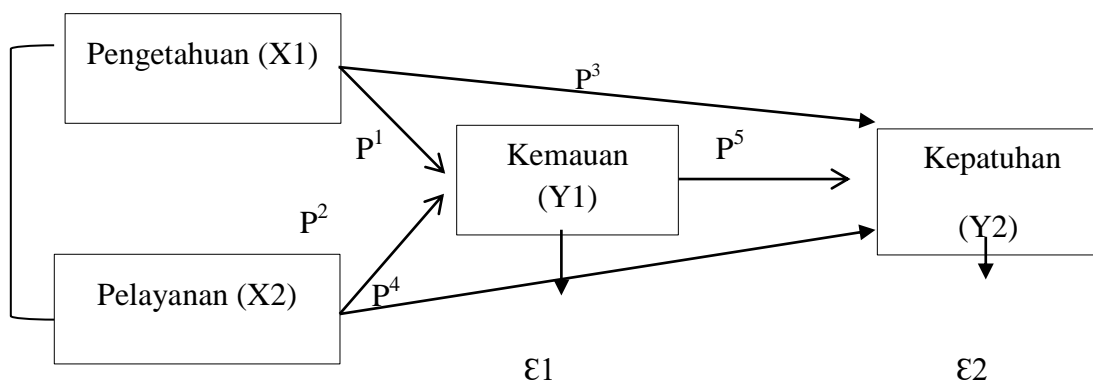 Pengetahuan (X1)
P³
P¹
Kemauan
(Y1)
P⁵
Kepatuhan
(Y2)
P²
Pelayanan (X2)
P⁴
Ɛ1
Ɛ2